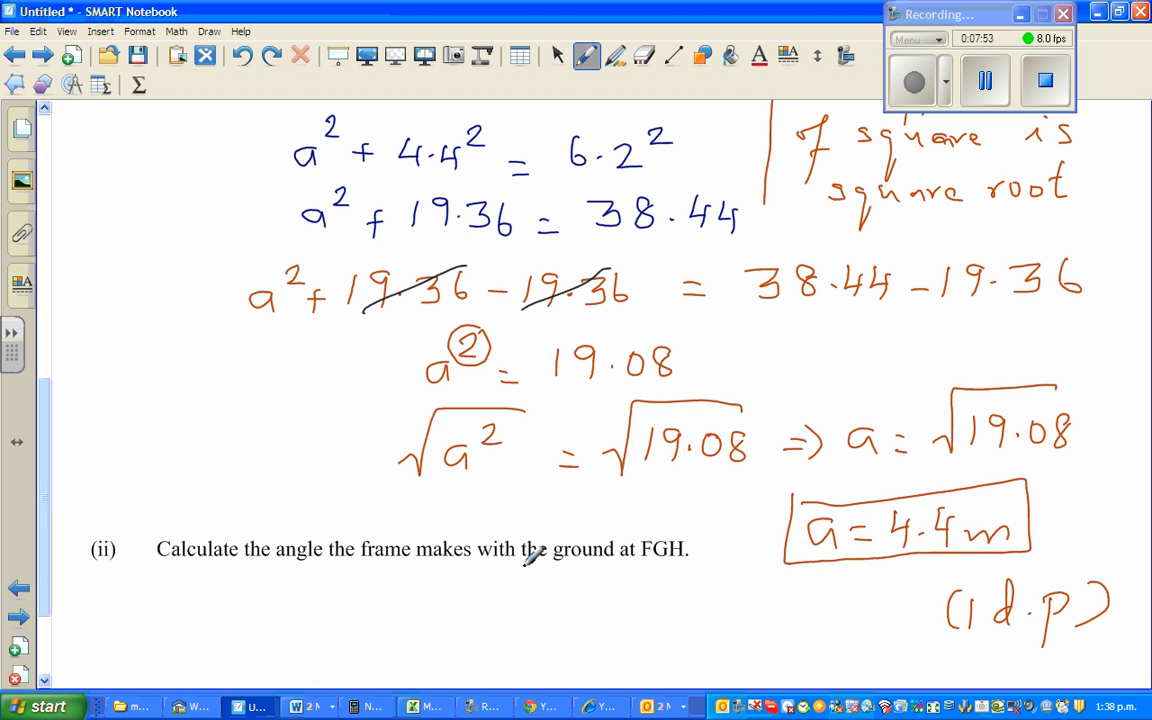 Untitled * - SMART Notebook
Recording...
File Edit View Insert Format Math Draw Help
Menu
0:07:53
8.0 fps
of square is
square root
a² + 4.4² = 6.2²
a² + 19.36 = 38.44
a² + 19.36 - 19.36 = 38.44 - 19.36
a² = 19.08
√a² = √19.08 => a = √19.08
a = 4.4m
(ii) Calculate the angle the frame makes with the ground at FGH.
(1 d.p)
start
m...
W...
U...
2 M
N...
M...
R...
Y...
Y...
2 M
1:38 p.m.